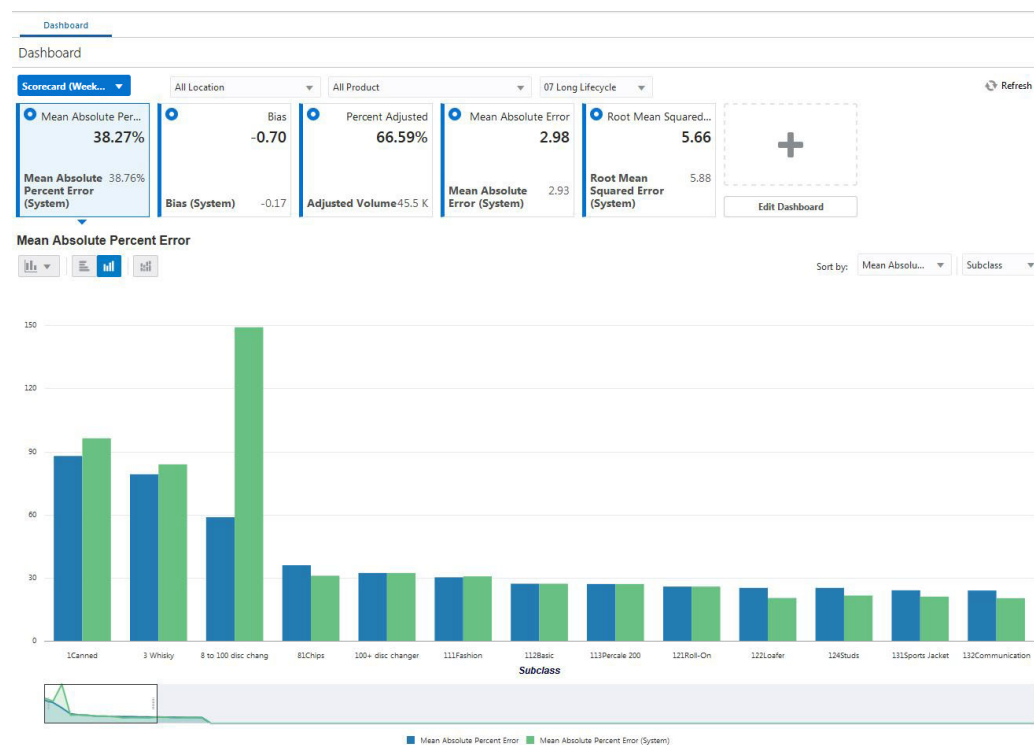 Dashboard
Dashboard
Scorecard (Week...
All Location
All Product
07 Long Lifecycle
Refresh
Mean Absolute Per...
38.27%
Mean Absolute Percent Error (System)
38.76%
Bias
-0.70
Bias (System)
-0.17
Percent Adjusted
66.59%
Adjusted Volume
45.5 K
Mean Absolute Error
2.98
Mean Absolute Error (System)
2.93
Root Mean Squared...
5.66
Root Mean Squared Error (System)
5.88
Edit Dashboard
Mean Absolute Percent Error
Sort by:
Mean Absolu...
Subclass
150
120
90
60
30
0
1Canned
3 Whisky
8 to 100 disc chang
81Chips
100+ disc changer
111Fashion
112Basic
113Percale 200
121Roll-On
122Loafer
124Studs
131Sports Jacket
132Communication
Subclass
Mean Absolute Percent Error
Mean Absolute Percent Error (System)